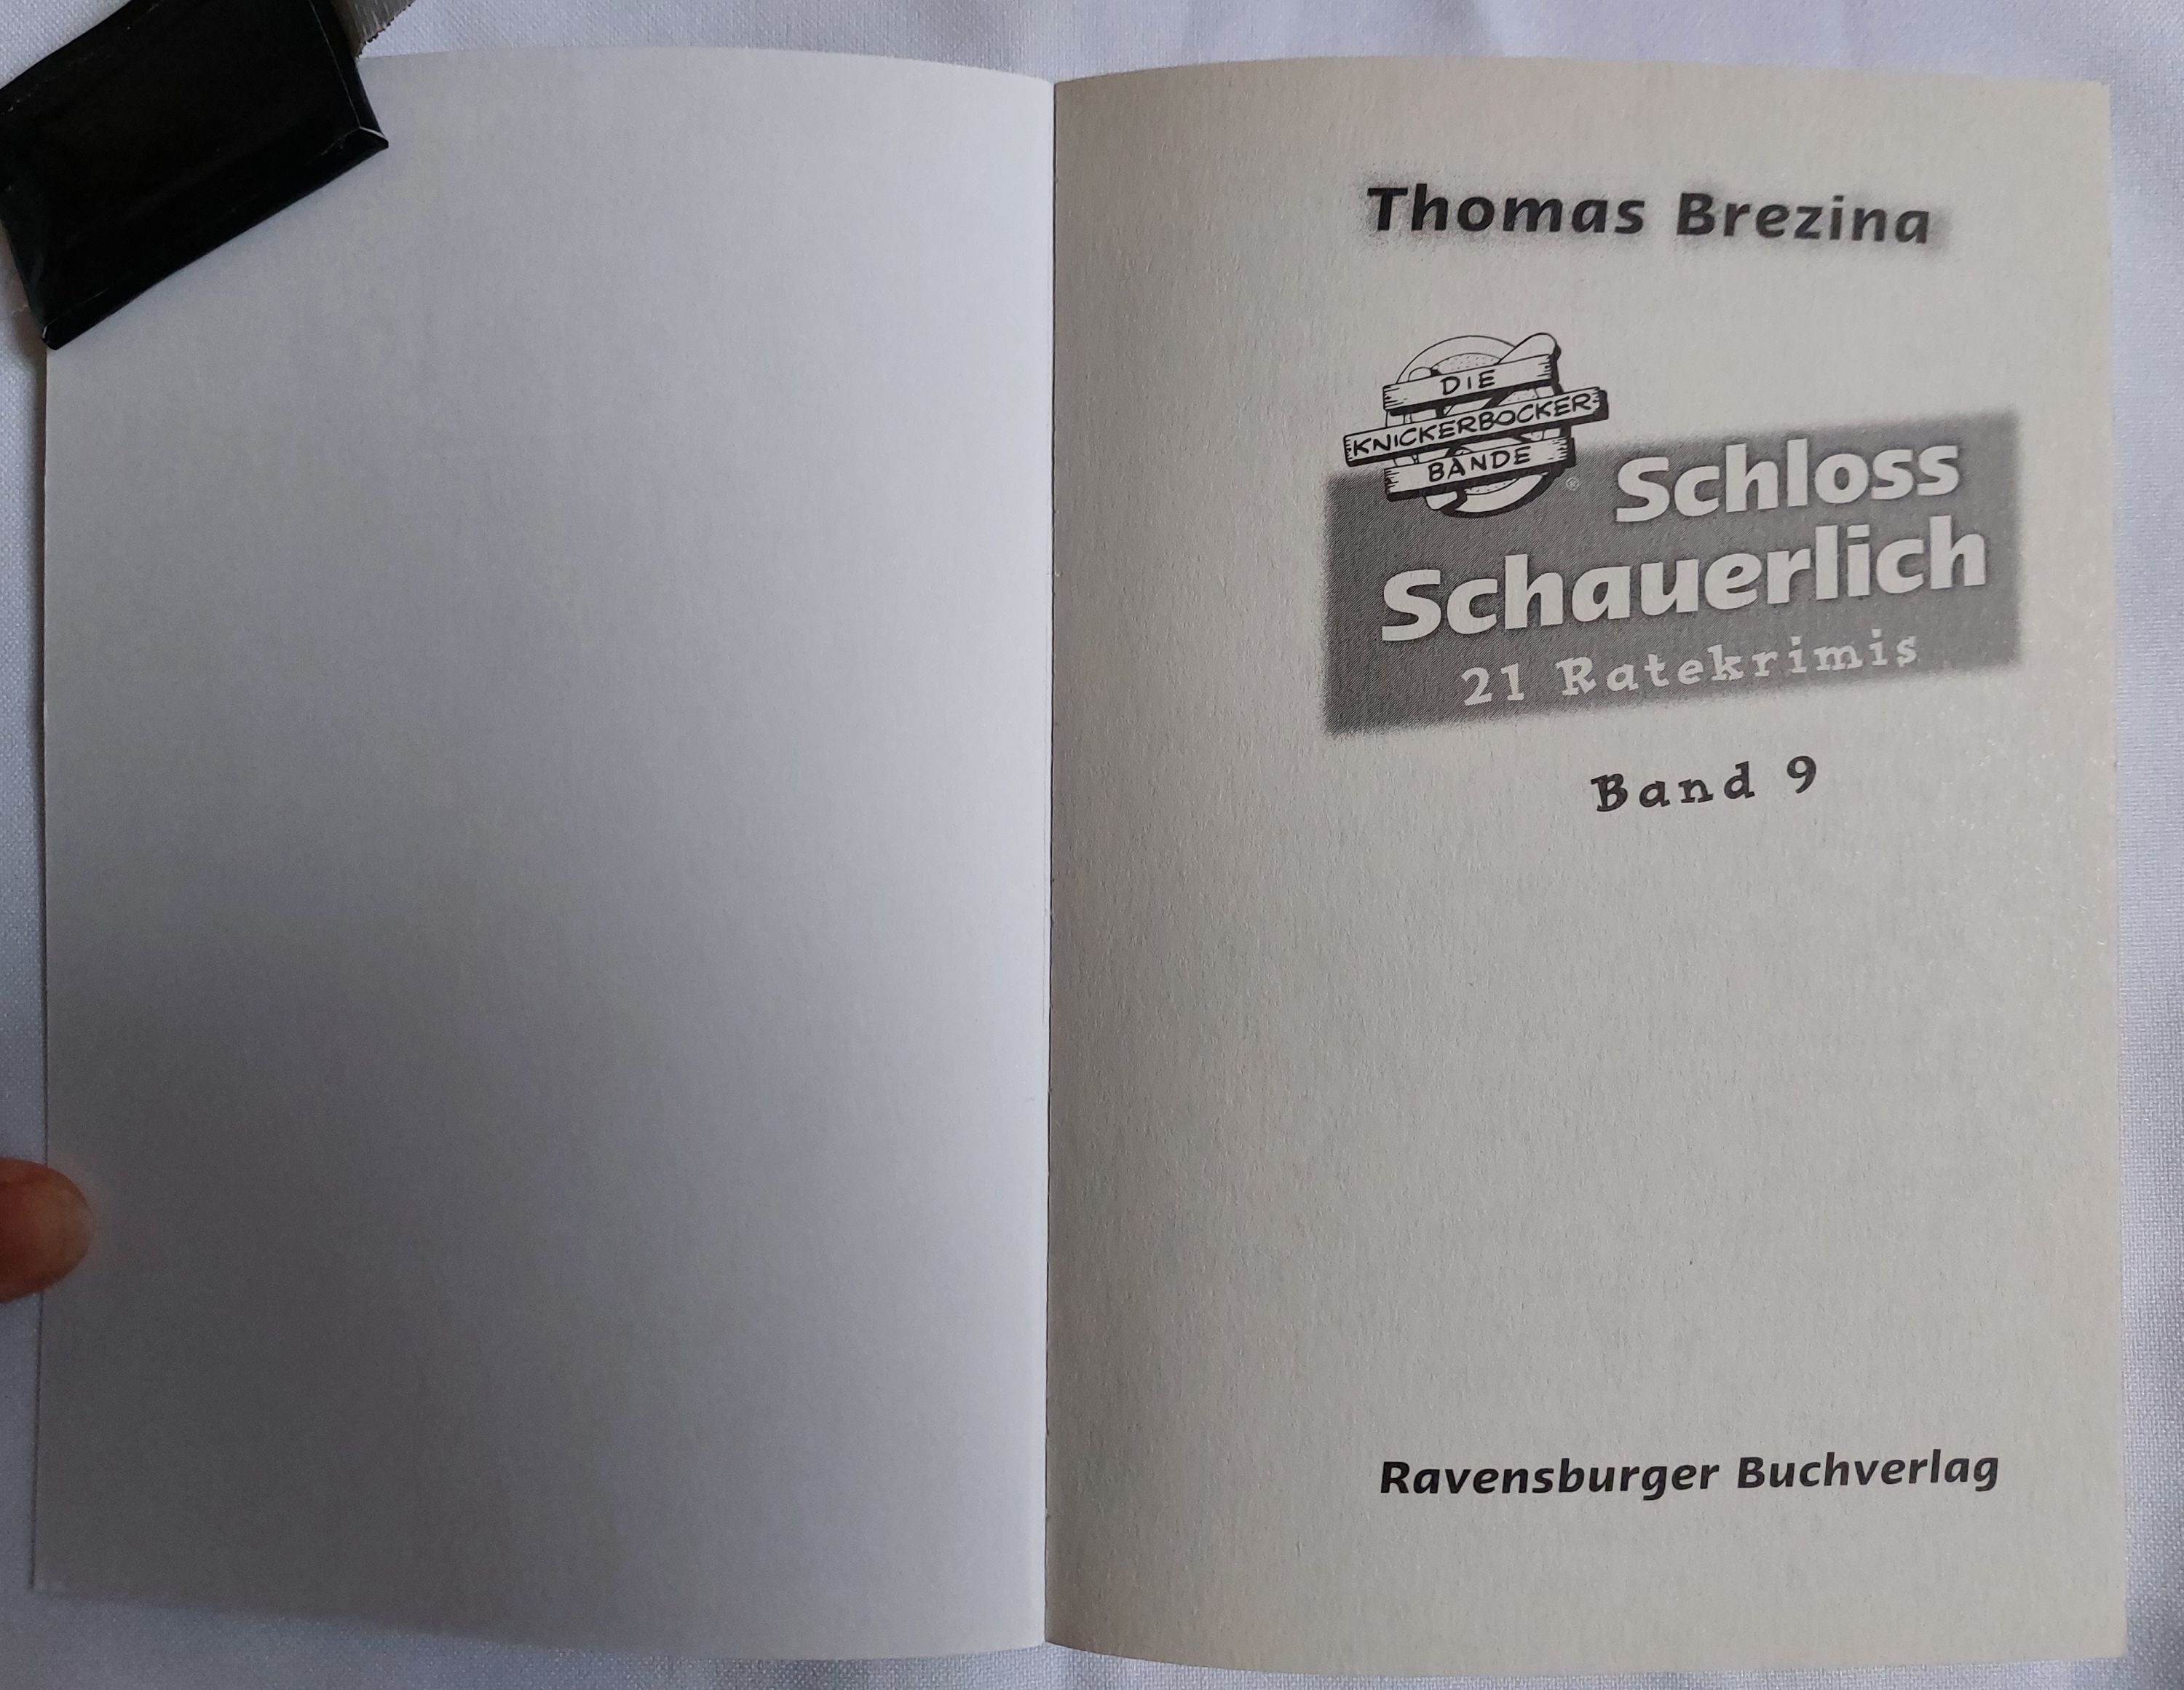 Thomas Brezina
DIE
KNICKERBOCKER
BANDE
®
Schloss
Schauerlich
21 Ratekrimis
Band 9
Ravensburger Buchverlag